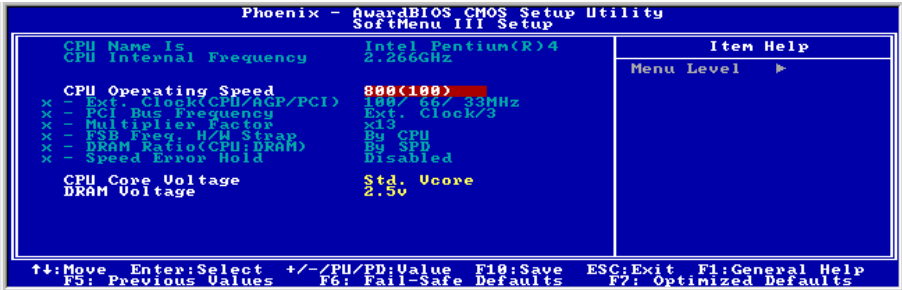 Phoenix - AwardBIOS CMOS Setup Utility
SoftMenu III Setup
CPU Name Is Intel Pentium(R)4
CPU Internal Frequency 2.266GHz
CPU Operating Speed 800(100)
x - Ext. Clock(CPU/AGP/PCI) 100/ 66/ 33MHz
x - PCI Bus Frequency Ext. Clock/3
x - Multiplier Factor x13
x - FSB Freq. H/W Strap By CPU
x - DRAM Ratio(CPU:DRAM) By SPD
x - Speed Error Hold Disabled
CPU Core Voltage Std. Vcore
DRAM Voltage 2.5v
Item Help
Menu Level ▶
↑↓:Move Enter:Select +/-/PU/PD:Value F10:Save ESC:Exit F1:General Help
F5: Previous Values F6: Fail-Safe Defaults F7: Optimized Defaults